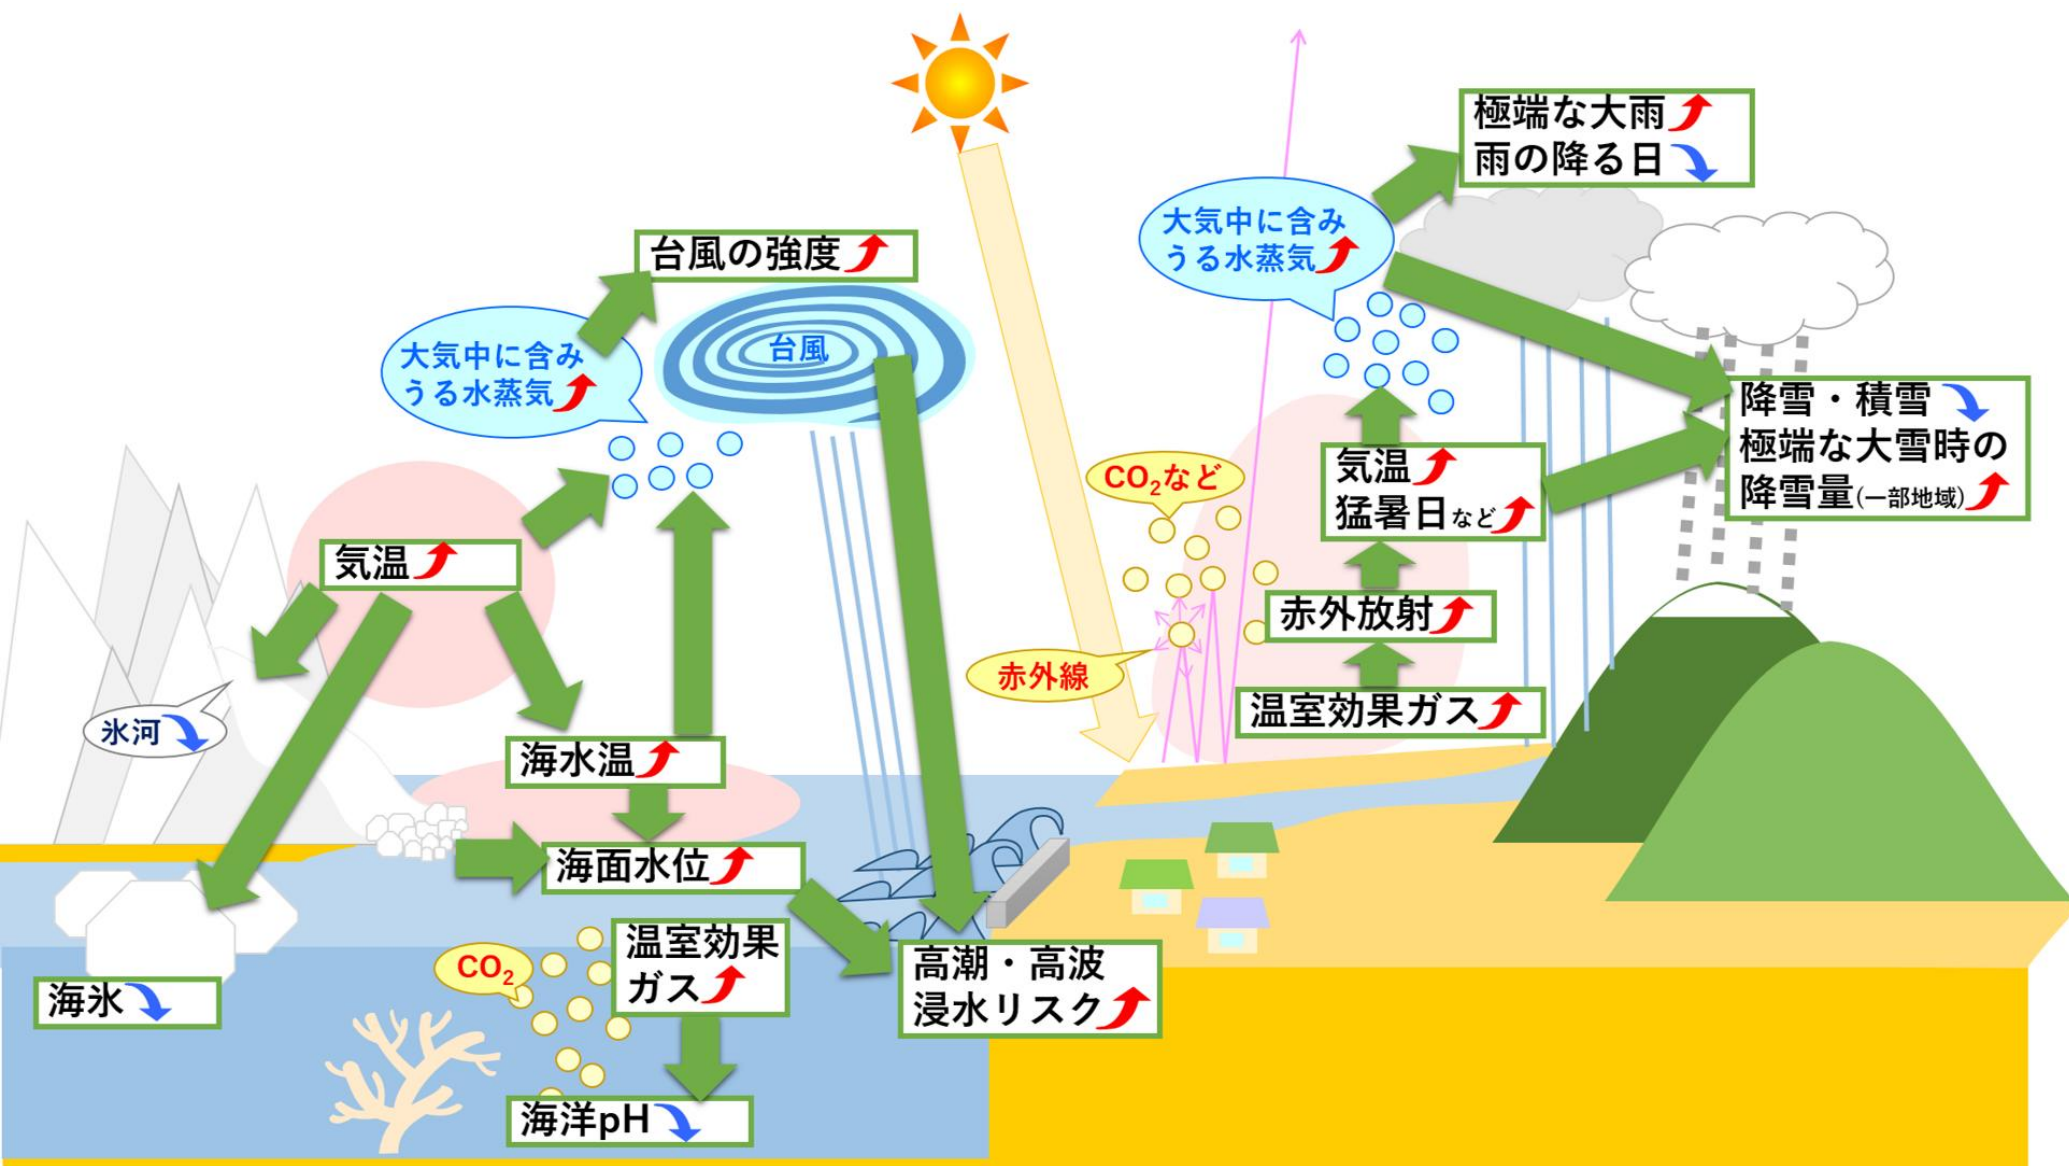 極端な大雨
雨の降る日
大気中に含み
うる水蒸気
台風の強度
台風
大気中に含み
うる水蒸気
降雪・積雪
極端な大雪時の
降雪量(一部地域)
CO₂など
気温
猛暑日など
気温
赤外放射
赤外線
温室効果ガス
氷河
海水温
海面水位
温室効果
ガス
CO₂
高潮・高波
浸水リスク
海氷
海洋pH